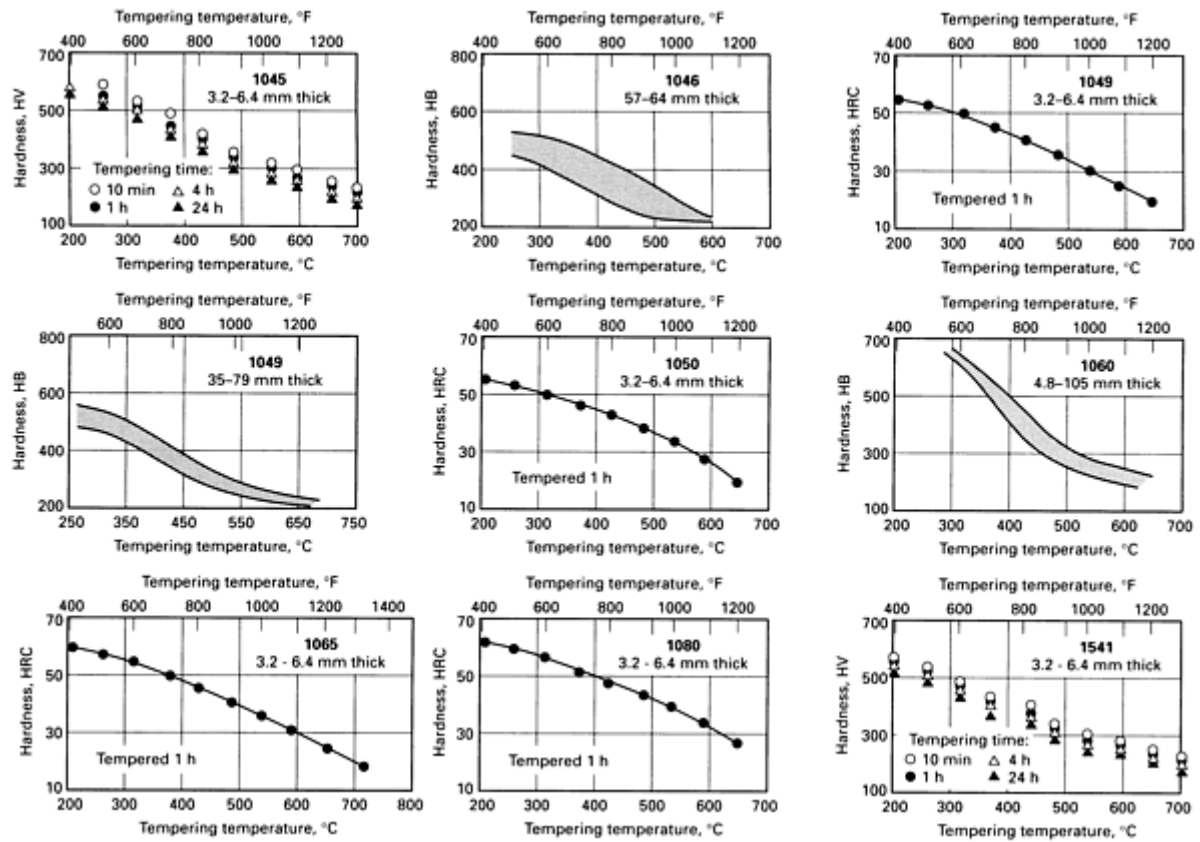 Tempering temperature, °F
400 600 800 1000 1200
Hardness, HV
700
1045
3.2–6.4 mm thick
500
300
Tempering time:
10 min 4 h
1 h 24 h
100
200 300 400 500 600 700
Tempering temperature, °C
Tempering temperature, °F
400 600 800 1000 1200
Hardness, HB
800
1046
57–64 mm thick
600
400
200
200 300 400 500 600 700
Tempering temperature, °C
Tempering temperature, °F
400 600 800 1000 1200
Hardness, HRC
70
1049
3.2–6.4 mm thick
50
30
Tempered 1 h
10
200 300 400 500 600 700
Tempering temperature, °C
Tempering temperature, °F
600 800 1000 1200
Hardness, HB
800
1049
35–79 mm thick
600
400
200
250 350 450 550 650 750
Tempering temperature, °C
Tempering temperature, °F
400 600 800 1000 1200
Hardness, HRC
70
1050
3.2–6.4 mm thick
50
30
Tempered 1 h
10
200 300 400 500 600 700
Tempering temperature, °C
Tempering temperature, °F
400 600 800 1000 1200
Hardness, HB
700
1060
4.8–105 mm thick
500
300
100
200 300 400 500 600 700
Tempering temperature, °C
Tempering temperature, °F
400 600 800 1000 1200 1400
Hardness, HRC
70
1065
3.2 - 6.4 mm thick
50
30
Tempered 1 h
10
200 300 400 500 600 700 800
Tempering temperature, °C
Tempering temperature, °F
400 600 800 1000 1200
Hardness, HRC
70
1080
3.2 - 6.4 mm thick
50
30
Tempered 1 h
10
200 300 400 500 600 700
Tempering temperature, °C
Tempering temperature, °F
400 600 800 1000 1200
Hardness, HV
700
1541
3.2 - 6.4 mm thick
500
300
Tempering time:
10 min 4 h
1 h 24 h
100
200 300 400 500 600 700
Tempering temperature, °C